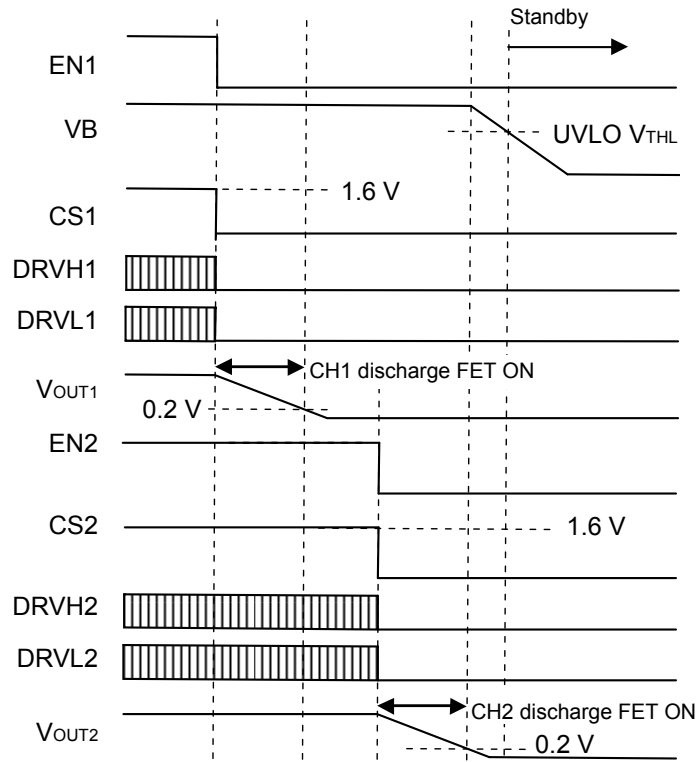 Standby
EN1
VB
UVLO VTHL
1.6 V
CS1
DRVH1
DRVL1
CH1 discharge FET ON
VOUT1
0.2 V
EN2
CS2
1.6 V
DRVH2
DRVL2
CH2 discharge FET ON
VOUT2
0.2 V